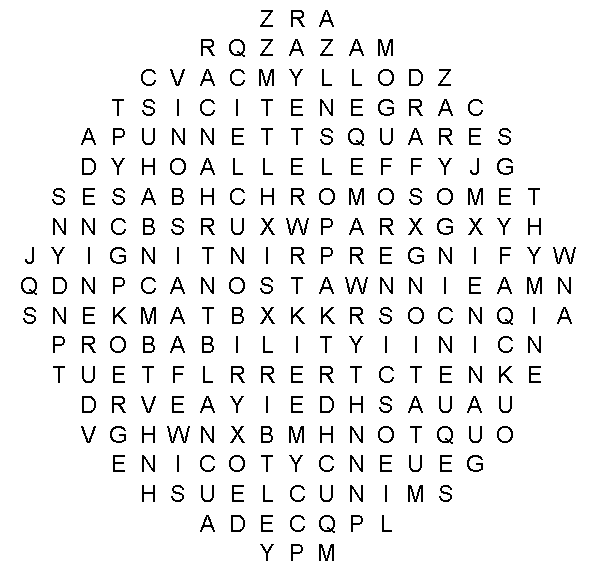 Z R A
R Q Z A Z A M
C V A C M Y L L O D Z
T S I C I T E N E G R A C
A P U N N E T T S Q U A R E S
D Y H O A L L E L E F F Y J G
S E S A B H C H R O M O S O M E T
N N C B S R U X W P A R X G X Y H
J Y I G N I T N I R P R E G N I F Y W
Q D N P C A N O S T A W N N I E A M N
S N E K M A T B X K K R S O C N Q I A
P R O B A B I L I T Y I I N I C N
T U E T F L R R E R T C T E N K E
D R V E A Y I E D H S A U A U
V G H W N X B M H N O T Q U O
E N I C O T Y C N E U E G
H S U E L C U N I M S
A D E C Q P L
Y P M